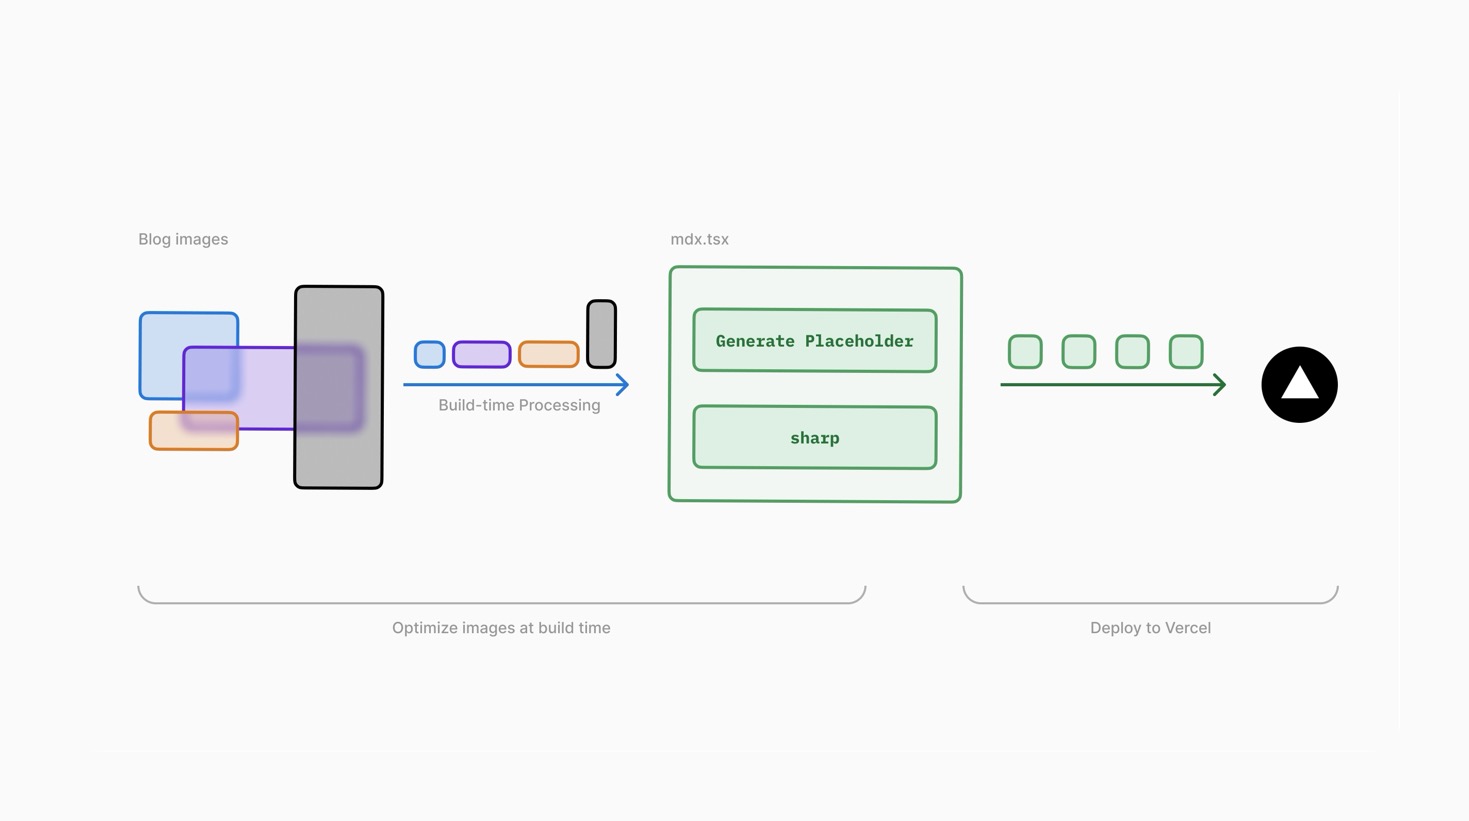 Blog images
mdx.tsx
Generate Placeholder
Build-time Processing
sharp
Optimize images at build time
Deploy to Vercel